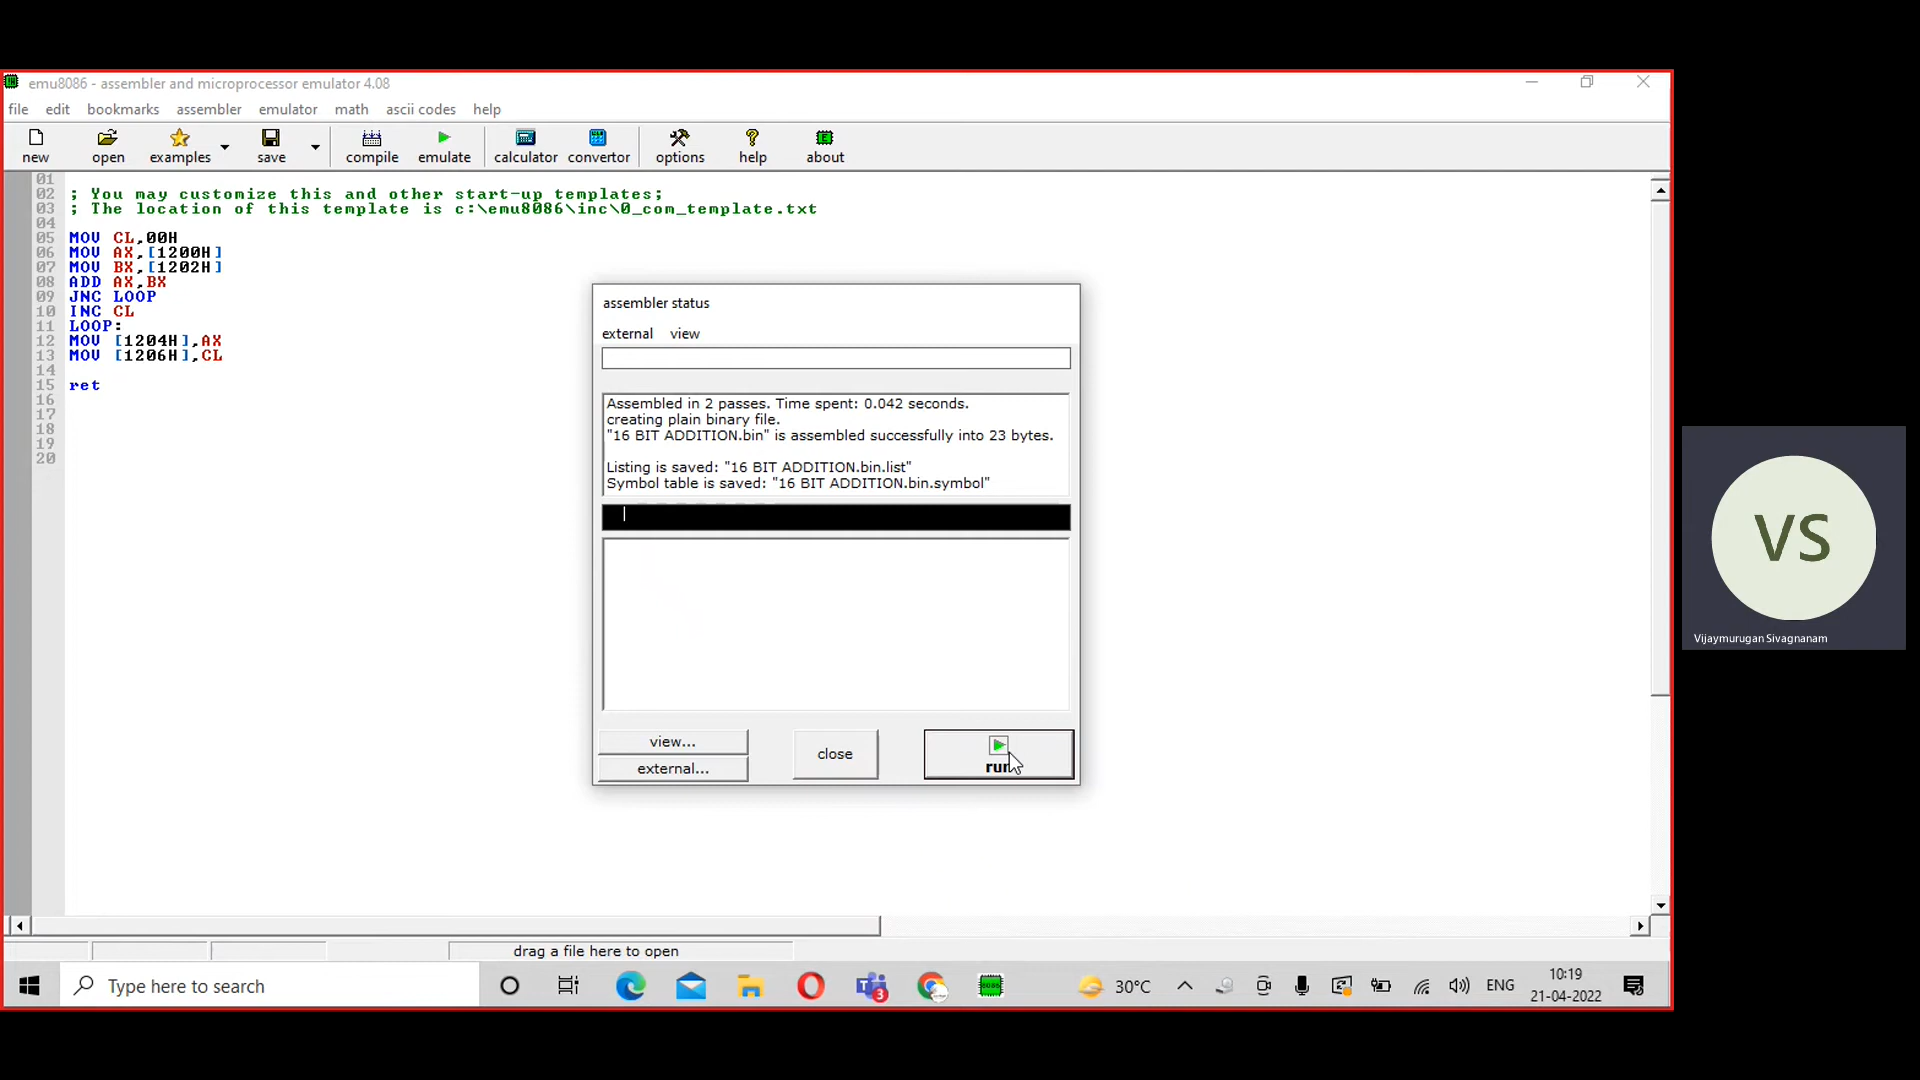 emu8086 - assembler and microprocessor emulator 4.08
file edit bookmarks assembler emulator math ascii codes help
new open examples save compile emulate calculator convertor options help about
01
02 ; You may customize this and other start-up templates;
03 ; The location of this template is c:\emu8086\inc\0_com_template.txt
04
05 MOV CL,00H
06 MOV AX,[1200H]
07 MOV BX,[1202H]
08 ADD AX,BX
09 JNC LOOP
10 INC CL
11 LOOP:
12 MOV [1204H],AX
13 MOV [1206H],CL
14
15 ret
16
17
18
19
20
assembler status
external view
Assembled in 2 passes. Time spent: 0.042 seconds.
creating plain binary file.
"16 BIT ADDITION.bin" is assembled successfully into 23 bytes.
Listing is saved: "16 BIT ADDITION.bin.list"
Symbol table is saved: "16 BIT ADDITION.bin.symbol"
view...
external...
close
run
VS
Vijaymurugan Sivagnanam
drag a file here to open
Type here to search
3
30°C
ENG
10:19
21-04-2022